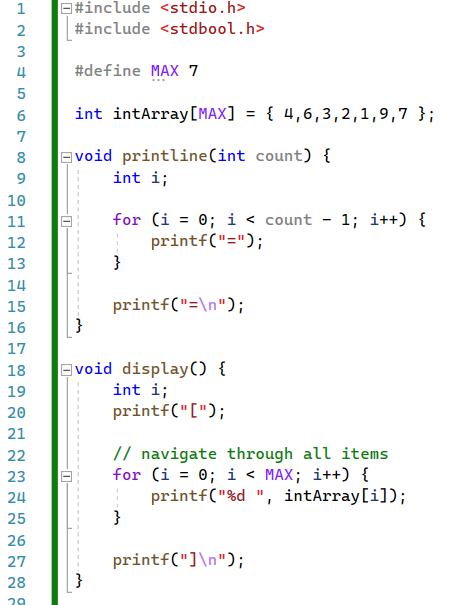 1 #include <stdio.h>
2 #include <stdbool.h>
3
4 #define MAX 7
5
6 int intArray[MAX] = { 4,6,3,2,1,9,7 };
7
8 void printline(int count) {
9     int i;
10
11     for (i = 0; i < count - 1; i++) {
12         printf("=");
13     }
14
15     printf("=\n");
16 }
17
18 void display() {
19     int i;
20     printf("[");
21
22     // navigate through all items
23     for (i = 0; i < MAX; i++) {
24         printf("%d ", intArray[i]);
25     }
26
27     printf("]\n");
28 }
29